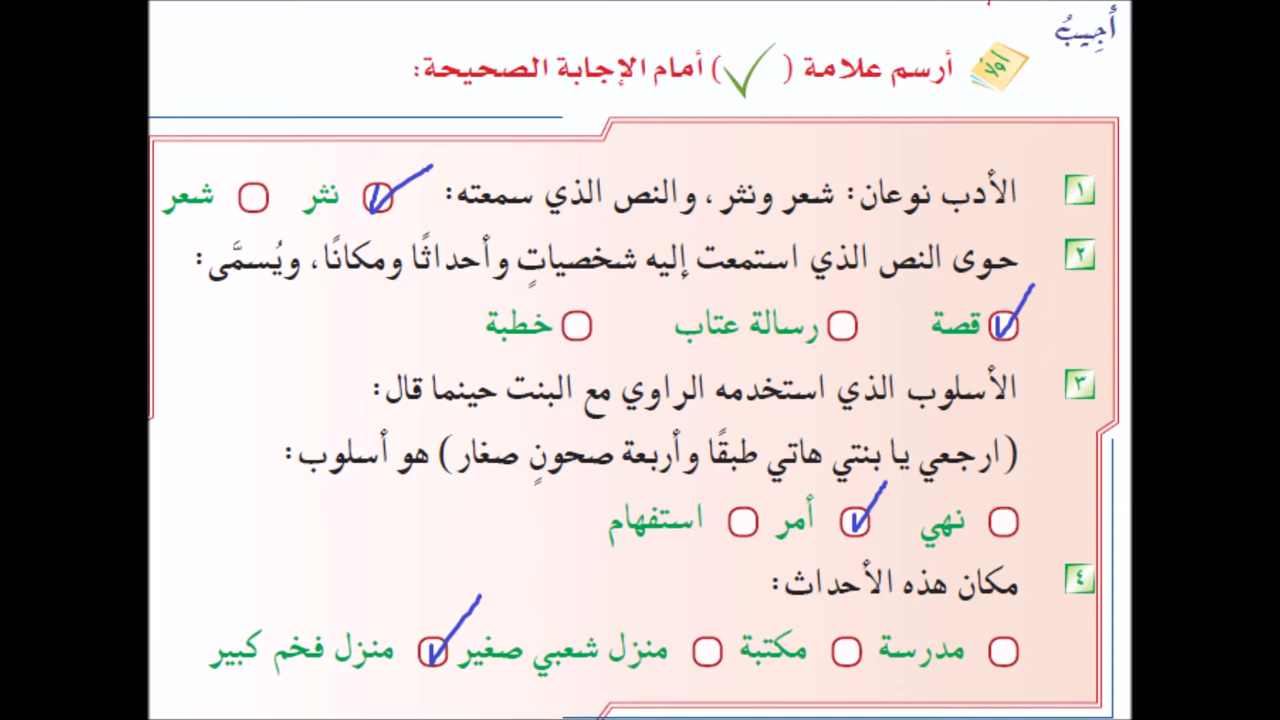 أجِيبُ
أولاً أرسم علامة (✓) أمام الإجابة الصحيحة:
١ الأدب نوعان: شعر ونثر، والنص الذي سمعته: نثر شعر
٢ حوى النص الذي استمعت إليه شخصياتٍ وأحداثًا ومكانًا، ويُسمَّى:
قصة رسالة عتاب خطبة
٣ الأسلوب الذي استخدمه الراوي مع البنت حينما قال:
(ارجعي يا بنتي هاتي طبقًا وأربعة صحونٍ صغار) هو أسلوب:
نهي أمر استفهام
٤ مكان هذه الأحداث:
مدرسة مكتبة منزل شعبي صغير منزل فخم كبير